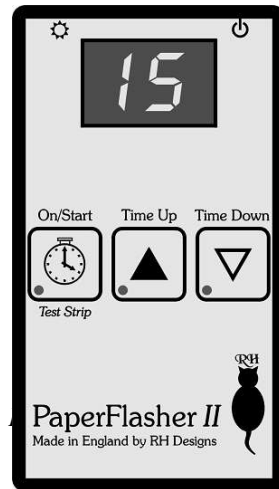 15
On/Start Time Up Time Down
Test Strip
RH
PaperFlasher II
Made in England by RH Designs